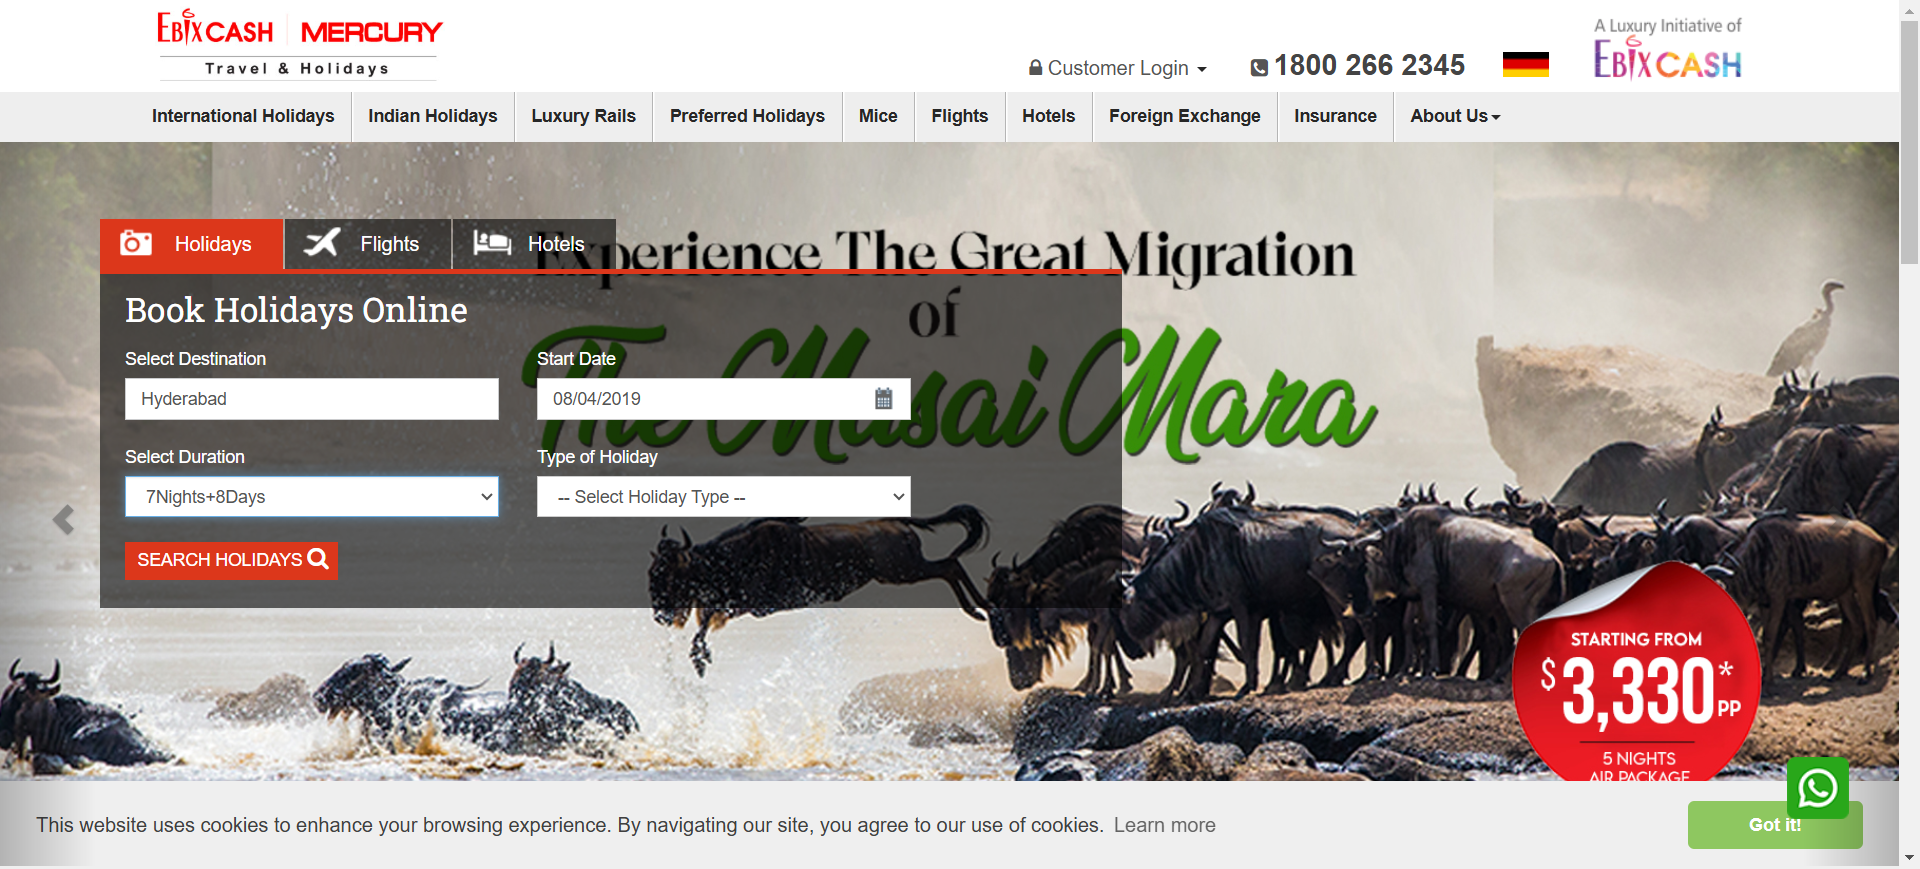 EBIXCASH MERCURY
Travel & Holidays
Customer Login
1800 266 2345
A Luxury Initiative of
EBIXCASH
International Holidays
Indian Holidays
Luxury Rails
Preferred Holidays
Mice
Flights
Hotels
Foreign Exchange
Insurance
About Us
Holidays
Flights
Hotels
Experience The Great Migration
of
The Masai Mara
Book Holidays Online
Select Destination
Start Date
Hyderabad
08/04/2019
Select Duration
Type of Holiday
7Nights+8Days
-- Select Holiday Type --
SEARCH HOLIDAYS
STARTING FROM
$3,330*PP
5 NIGHTS
AIR PACKAGE
This website uses cookies to enhance your browsing experience. By navigating our site, you agree to our use of cookies. Learn more
Got it!